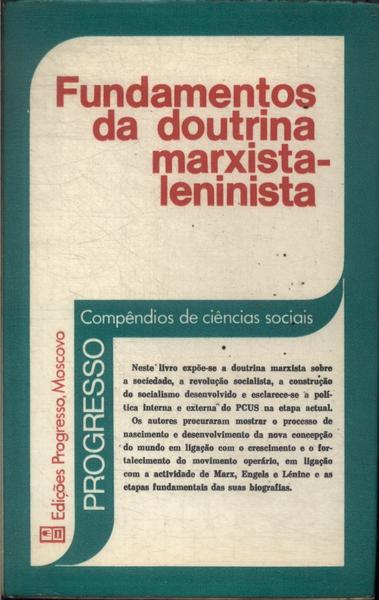 Fundamentos
da doutrina
marxista-
leninista
Compêndios de ciências sociais
Edições Progresso, Moscovo
PROGRESSO
Neste livro expõe-se a doutrina marxista sobre
a sociedade, a revolução socialista, a construção
do socialismo desenvolvido e esclarece-se a polí-
tica interna e externa do PCUS na etapa actual.
Os autores procuraram mostrar o processo de
nascimento e desenvolvimento da nova concepção
do mundo em ligação com o crescimento e o for-
talecimento do movimento operário, em ligação
com a actividade de Marx, Engels e Lénine e as
etapas fundamentais das suas biografias.